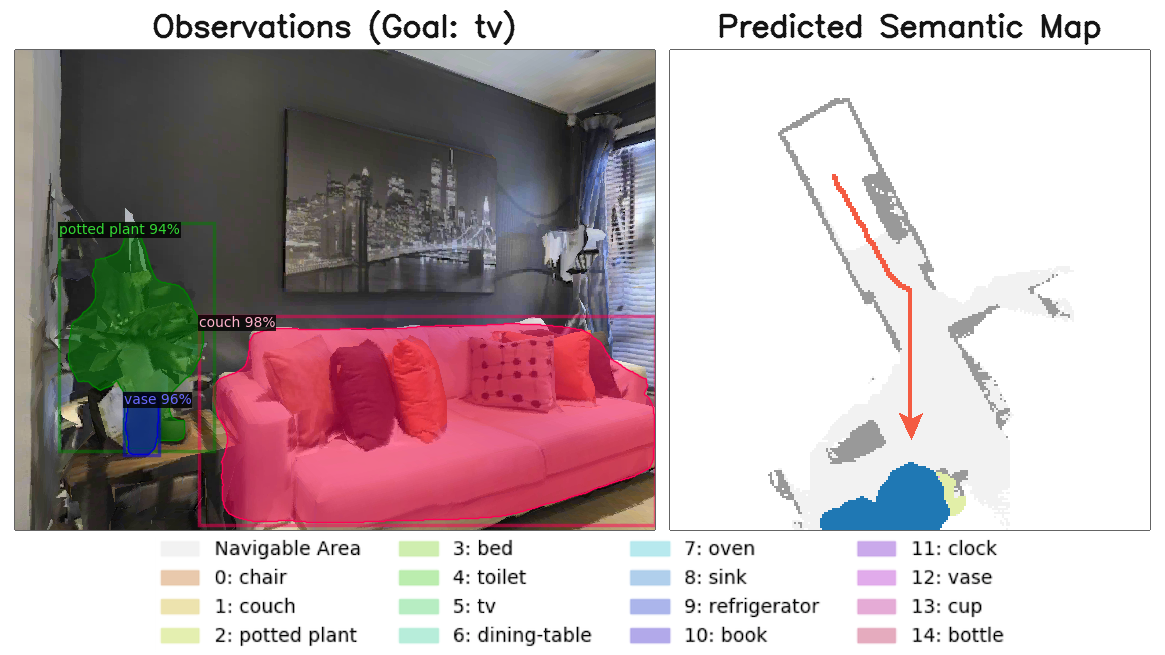 Observations (Goal: tv)
Predicted Semantic Map
potted plant 94%
couch 98%
vase 96%
Navigable Area
0: chair
1: couch
2: potted plant
3: bed
4: toilet
5: tv
6: dining-table
7: oven
8: sink
9: refrigerator
10: book
11: clock
12: vase
13: cup
14: bottle